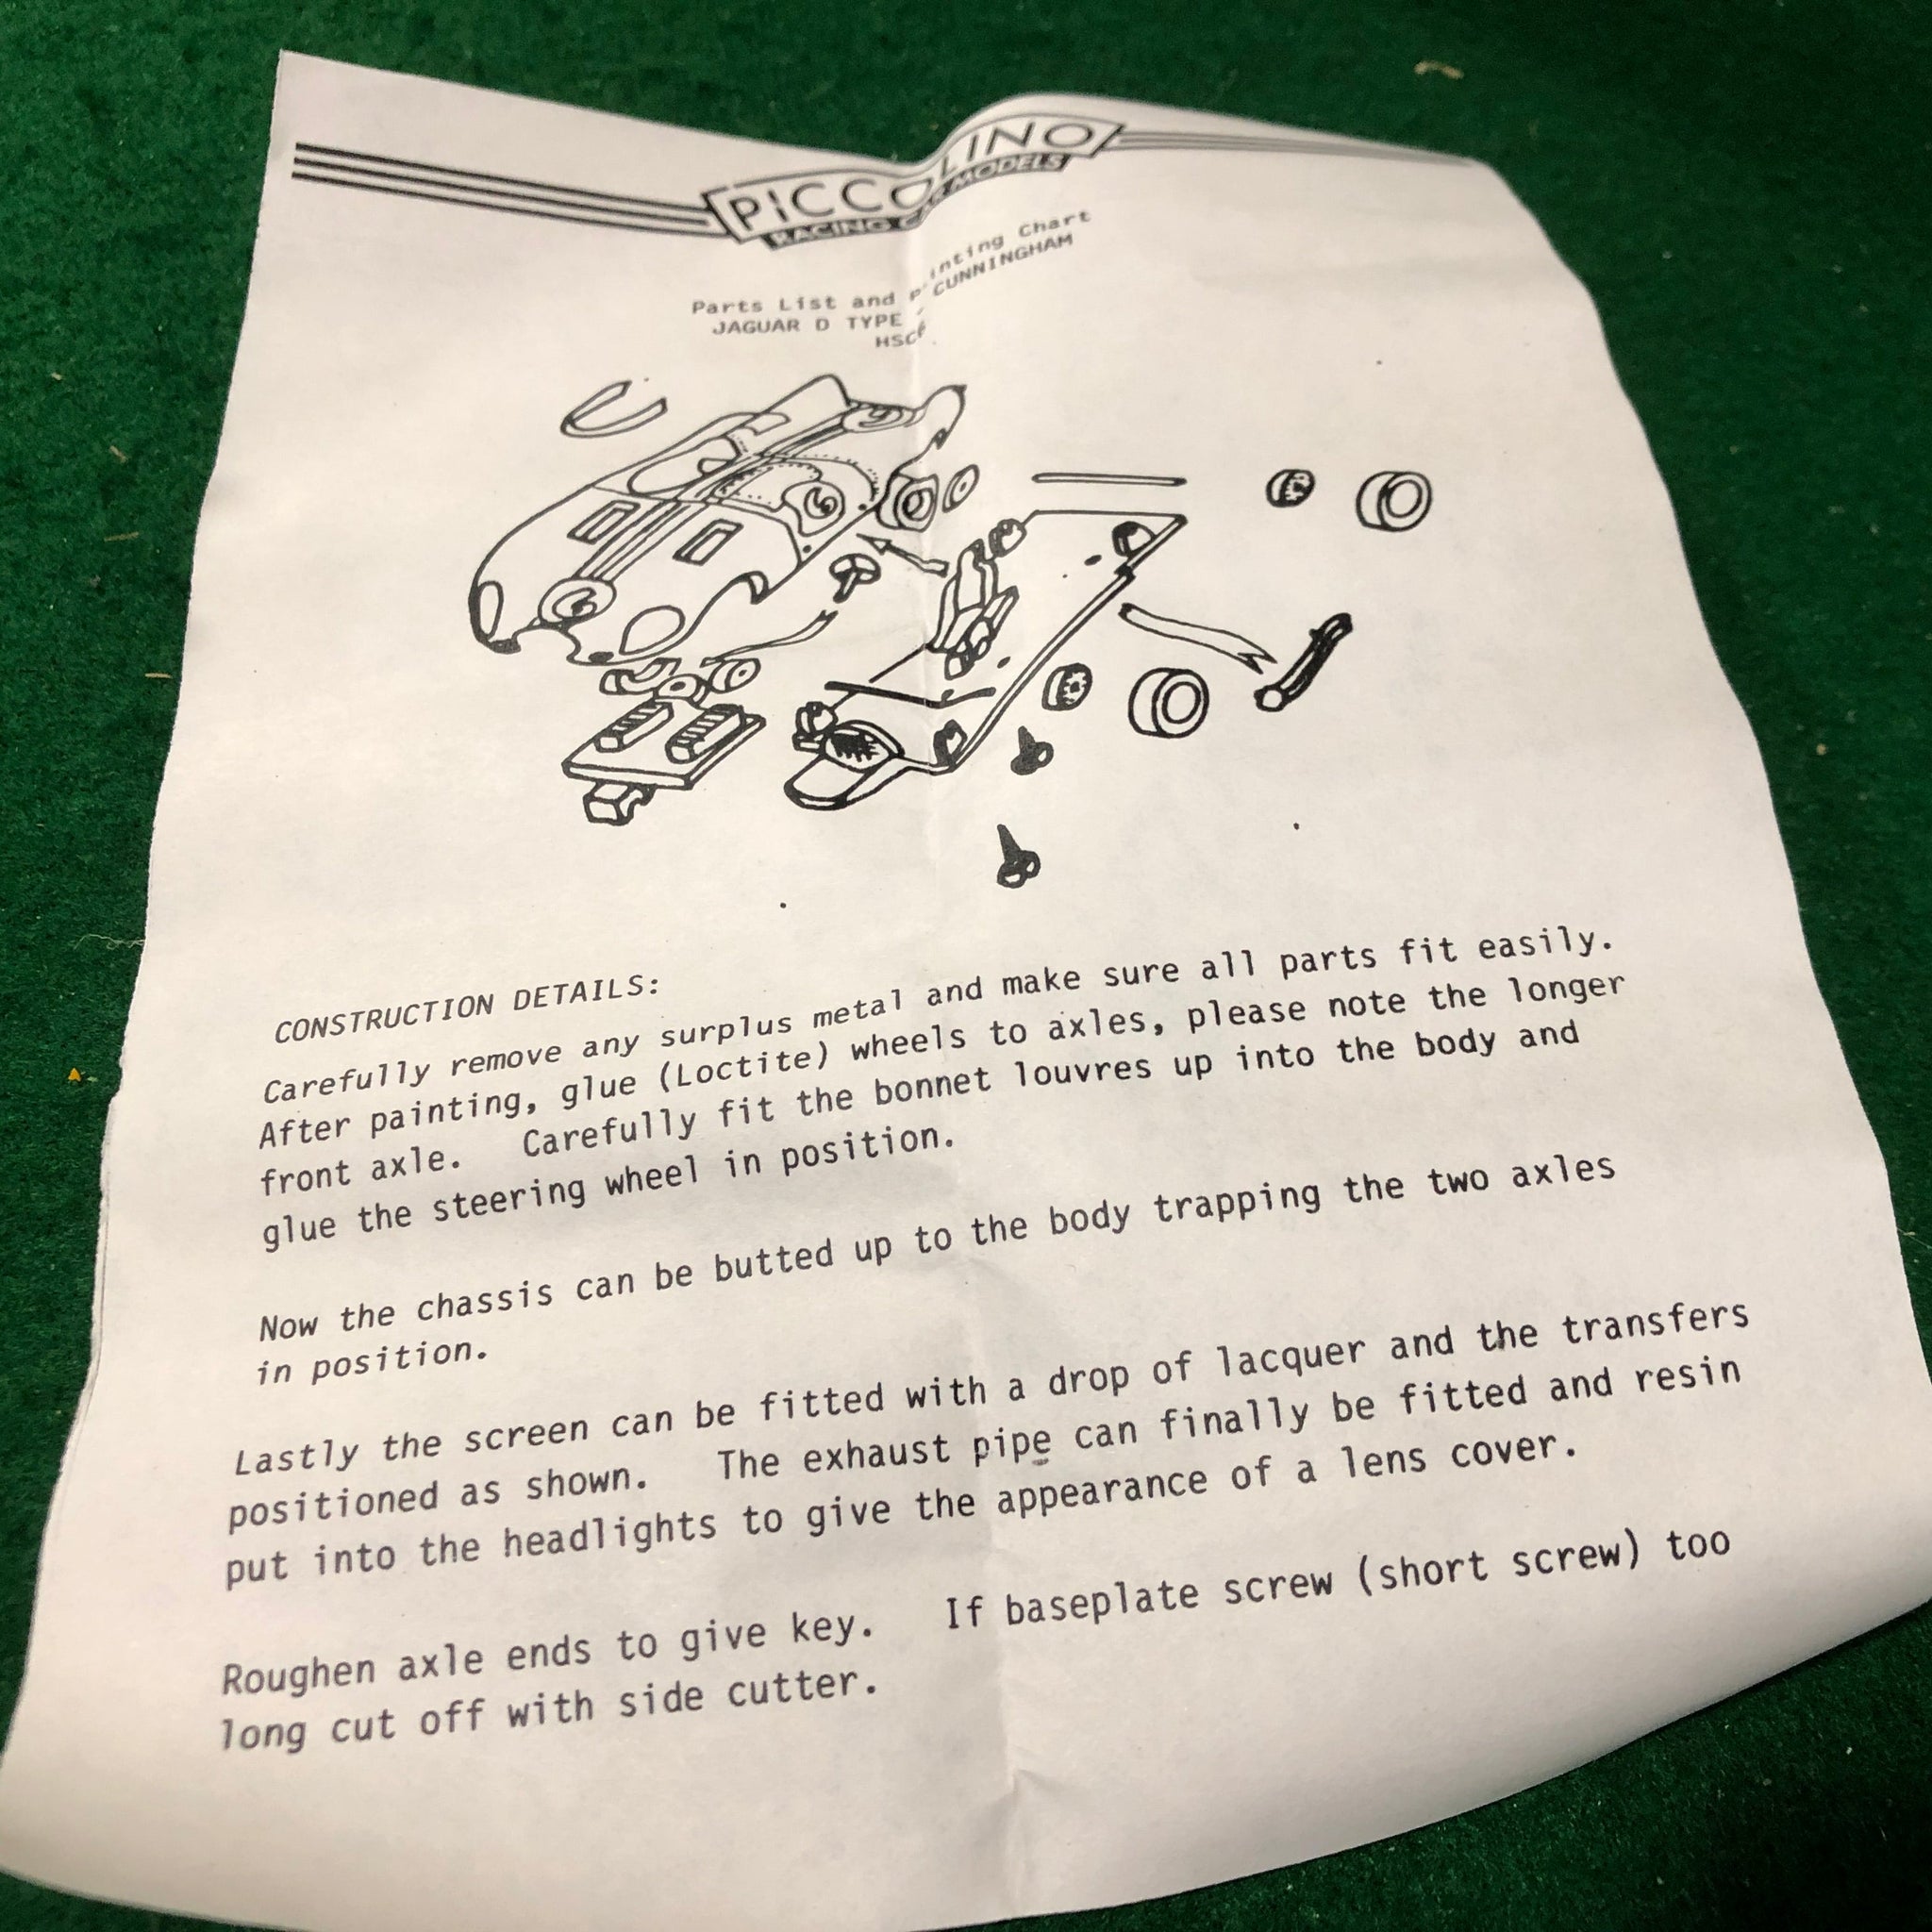 PICCOLINO
RACING CAR MODELS
Parts List and Painting Chart
JAGUAR D TYPE CUNNINGHAM
6
6
CONSTRUCTION DETAILS:
Carefully remove any surplus metal and make sure all parts fit easily.
After painting, glue (Loctite) wheels to axles, please note the longer
front axle. Carefully fit the bonnet louvres up into the body and
glue the steering wheel in position.
Now the chassis can be butted up to the body trapping the two axles
in position.
Lastly the screen can be fitted with a drop of lacquer and the transfers
positioned as shown. The exhaust pipe can finally be fitted and resin
put into the headlights to give the appearance of a lens cover.
Roughen axle ends to give key. If baseplate screw (short screw) too
long cut off with side cutter.